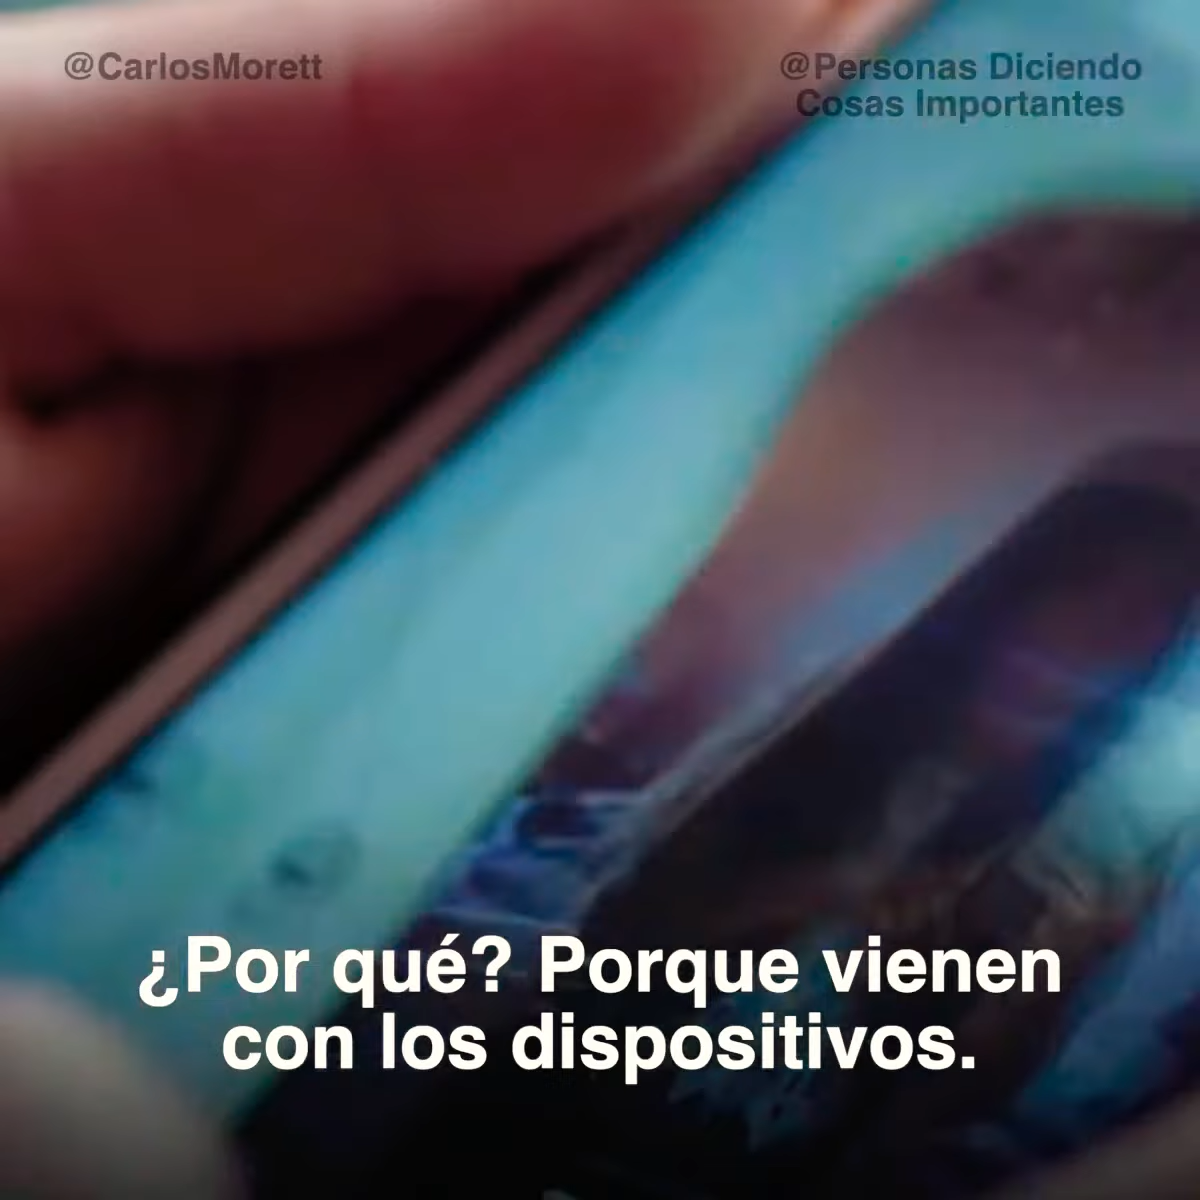 @CarlosMorett
@Personas Diciendo
Cosas Importantes
¿Por qué? Porque vienen
con los dispositivos.